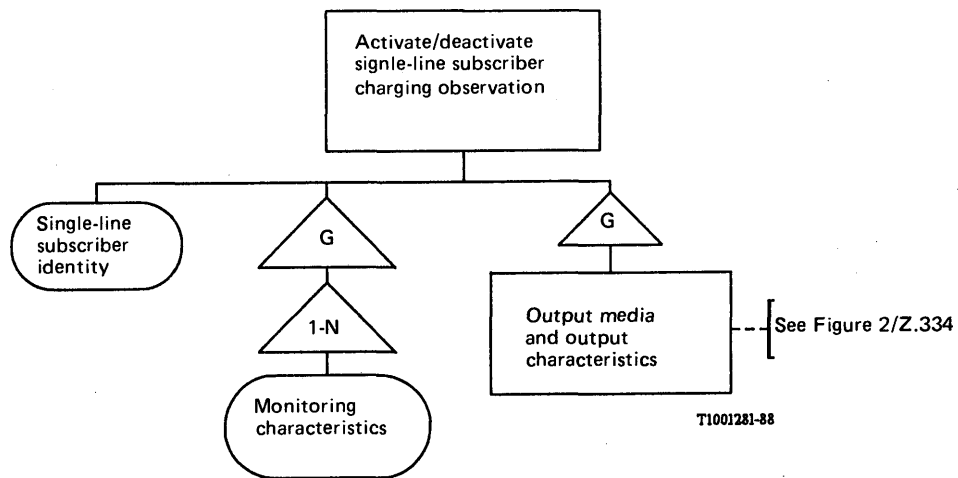 Activate/deactivate
signle-line subscriber
charging observation
Single-line
subscriber
identity
G
1-N
Monitoring
characteristics
G
Output media
and output
characteristics
See Figure 2/Z.334
T1001281-88